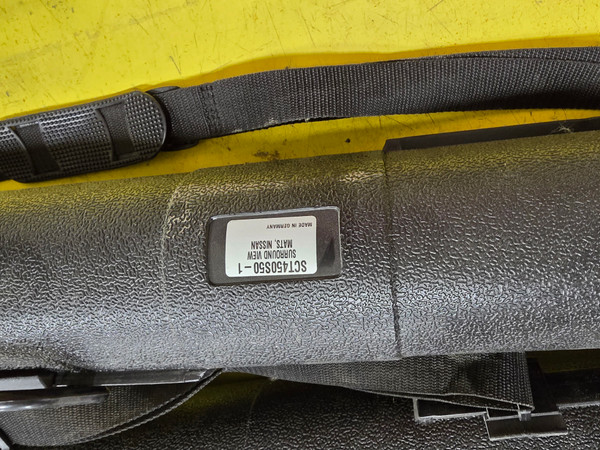 SCT450S50-1
SURROUND VIEW
MATS, NISSAN
MADE IN GERMANY